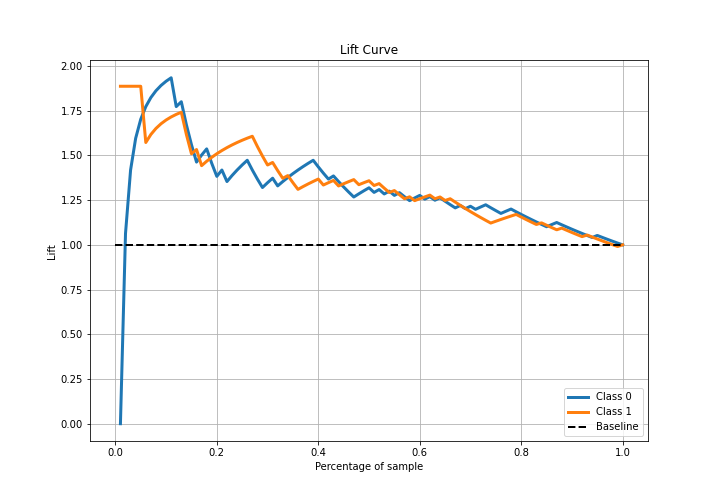 Lift Curve
2.00
1.75
1.50
1.25
1.00
0.75
0.50
0.25
0.00
Lift
0.0 0.2 0.4 0.6 0.8 1.0
Percentage of sample
Class 0
Class 1
Baseline